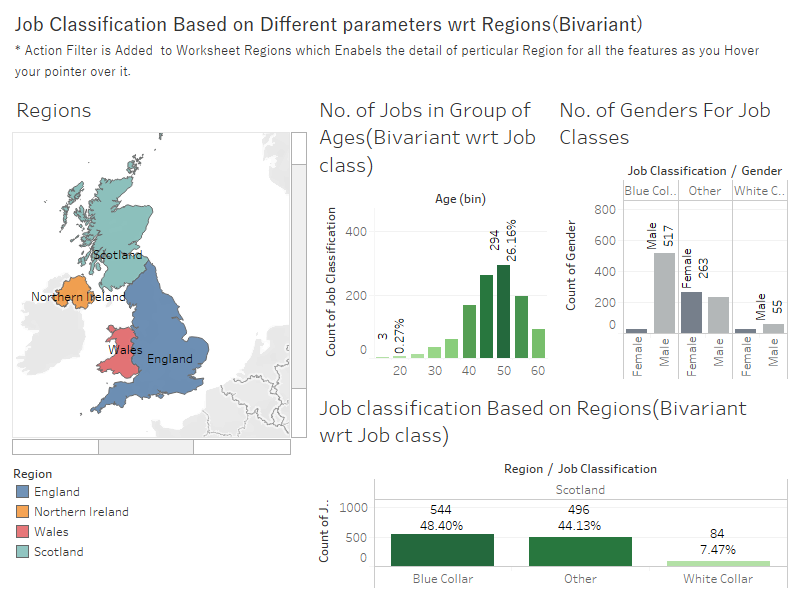 Job Classification Based on Different parameters wrt Regions(Bivariant)
* Action Filter is Added  to Worksheet Regions which Enabels the detail of perticular Region for all the features as you Hover
your pointer over it.
Regions
Scotland
Northern Ireland
Wales
England
Region
England
Northern Ireland
Wales
Scotland
No. of Jobs in Group of
Ages(Bivariant wrt Job
class)
Age (bin)
Count of Job Classification
400
200
0
3
0.27%
294
26.16%
20 30 40 50 60
No. of Genders For Job
Classes
Job Classification / Gender
Blue Col.. Other White C..
Count of Gender
800
600
400
200
0
Male
517
Female
263
Male
55
Female Male Female Male Female Male
Job classification Based on Regions(Bivariant
wrt Job class)
Region / Job Classification
Scotland
Count of J..
1000
500
0
544 496 84
48.40% 44.13% 7.47%
Blue Collar Other White Collar